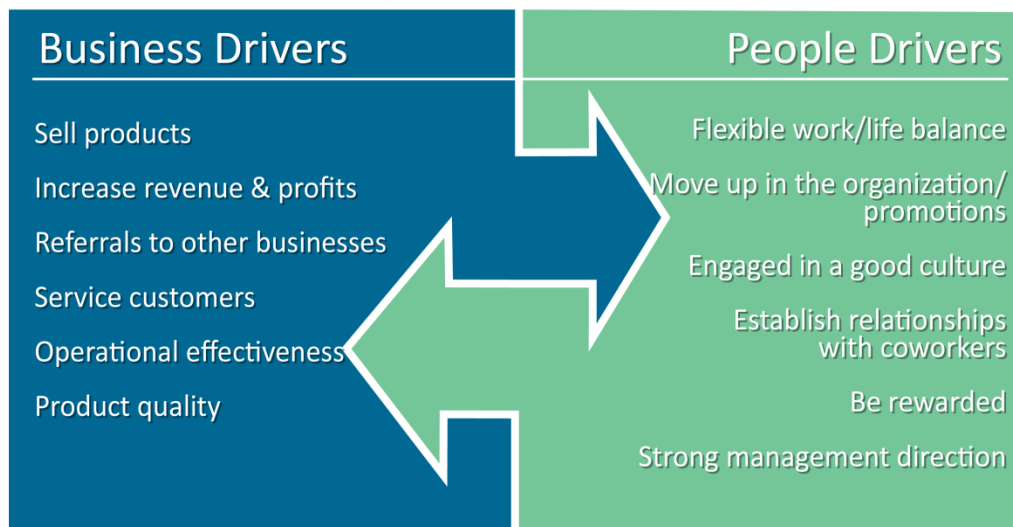 Business Drivers
Sell products
Increase revenue & profits
Referrals to other businesses
Service customers
Operational effectiveness
Product quality
People Drivers
Flexible work/life balance
Move up in the organization/
promotions
Engaged in a good culture
Establish relationships
with coworkers
Be rewarded
Strong management direction